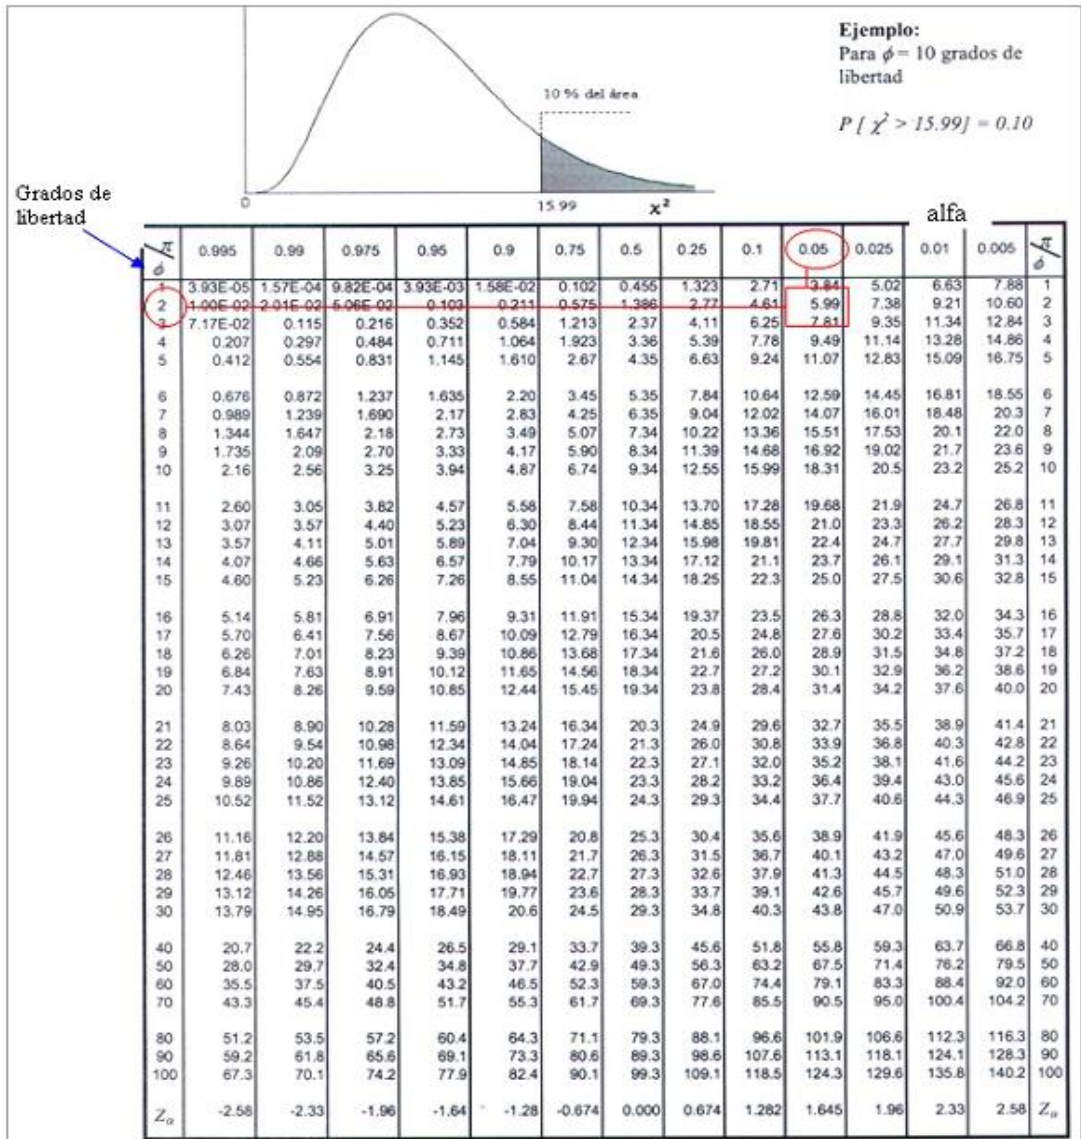 Ejemplo:
Para ϕ = 10 grados de
libertad
10 % del área
P [ χ² > 15.99] = 0.10
Grados de
libertad
0 15.99 x²
alfa
ϕ/α 0.995 0.99 0.975 0.95 0.9 0.75 0.5 0.25 0.1 0.05 0.025 0.01 0.005 ϕ/α
1 3.93E-05 1.57E-04 9.82E-04 3.93E-03 1.58E-02 0.102 0.455 1.323 2.71 3.84 5.02 6.63 7.88 1
2 1.00E-02 2.01E-02 5.06E-02 0.103 0.211 0.575 1.386 2.77 4.61 5.99 7.38 9.21 10.60 2
3 7.17E-02 0.115 0.216 0.352 0.584 1.213 2.37 4.11 6.25 7.81 9.35 11.34 12.84 3
4 0.207 0.297 0.484 0.711 1.064 1.923 3.36 5.39 7.78 9.49 11.14 13.28 14.86 4
5 0.412 0.554 0.831 1.145 1.610 2.67 4.35 6.63 9.24 11.07 12.83 15.09 16.75 5
6 0.676 0.872 1.237 1.635 2.20 3.45 5.35 7.84 10.64 12.59 14.45 16.81 18.55 6
7 0.989 1.239 1.690 2.17 2.83 4.25 6.35 9.04 12.02 14.07 16.01 18.48 20.3 7
8 1.344 1.647 2.18 2.73 3.49 5.07 7.34 10.22 13.36 15.51 17.53 20.1 22.0 8
9 1.735 2.09 2.70 3.33 4.17 5.90 8.34 11.39 14.68 16.92 19.02 21.7 23.6 9
10 2.16 2.56 3.25 3.94 4.87 6.74 9.34 12.55 15.99 18.31 20.5 23.2 25.2 10
11 2.60 3.05 3.82 4.57 5.58 7.58 10.34 13.70 17.28 19.68 21.9 24.7 26.8 11
12 3.07 3.57 4.40 5.23 6.30 8.44 11.34 14.85 18.55 21.0 23.3 26.2 28.3 12
13 3.57 4.11 5.01 5.89 7.04 9.30 12.34 15.98 19.81 22.4 24.7 27.7 29.8 13
14 4.07 4.66 5.63 6.57 7.79 10.17 13.34 17.12 21.1 23.7 26.1 29.1 31.3 14
15 4.60 5.23 6.26 7.26 8.55 11.04 14.34 18.25 22.3 25.0 27.5 30.6 32.8 15
16 5.14 5.81 6.91 7.96 9.31 11.91 15.34 19.37 23.5 26.3 28.8 32.0 34.3 16
17 5.70 6.41 7.56 8.67 10.09 12.79 16.34 20.5 24.8 27.6 30.2 33.4 35.7 17
18 6.26 7.01 8.23 9.39 10.86 13.68 17.34 21.6 26.0 28.9 31.5 34.8 37.2 18
19 6.84 7.63 8.91 10.12 11.65 14.56 18.34 22.7 27.2 30.1 32.9 36.2 38.6 19
20 7.43 8.26 9.59 10.85 12.44 15.45 19.34 23.8 28.4 31.4 34.2 37.6 40.0 20
21 8.03 8.90 10.28 11.59 13.24 16.34 20.3 24.9 29.6 32.7 35.5 38.9 41.4 21
22 8.64 9.54 10.98 12.34 14.04 17.24 21.3 26.0 30.8 33.9 36.8 40.3 42.8 22
23 9.26 10.20 11.69 13.09 14.85 18.14 22.3 27.1 32.0 35.2 38.1 41.6 44.2 23
24 9.89 10.86 12.40 13.85 15.66 19.04 23.3 28.2 33.2 36.4 39.4 43.0 45.6 24
25 10.52 11.52 13.12 14.61 16.47 19.94 24.3 29.3 34.4 37.7 40.6 44.3 46.9 25
26 11.16 12.20 13.84 15.38 17.29 20.8 25.3 30.4 35.6 38.9 41.9 45.6 48.3 26
27 11.81 12.88 14.57 16.15 18.11 21.7 26.3 31.5 36.7 40.1 43.2 47.0 49.6 27
28 12.46 13.56 15.31 16.93 18.94 22.7 27.3 32.6 37.9 41.3 44.5 48.3 51.0 28
29 13.12 14.26 16.05 17.71 19.77 23.6 28.3 33.7 39.1 42.6 45.7 49.6 52.3 29
30 13.79 14.95 16.79 18.49 20.6 24.5 29.3 34.8 40.3 43.8 47.0 50.9 53.7 30
40 20.7 22.2 24.4 26.5 29.1 33.7 39.3 45.6 51.8 55.8 59.3 63.7 66.8 40
50 28.0 29.7 32.4 34.8 37.7 42.9 49.3 56.3 63.2 67.5 71.4 76.2 79.5 50
60 35.5 37.5 40.5 43.2 46.5 52.3 59.3 67.0 74.4 79.1 83.3 88.4 92.0 60
70 43.3 45.4 48.8 51.7 55.3 61.7 69.3 77.6 85.5 90.5 95.0 100.4 104.2 70
80 51.2 53.5 57.2 60.4 64.3 71.1 79.3 88.1 96.6 101.9 106.6 112.3 116.3 80
90 59.2 61.8 65.6 69.1 73.3 80.6 89.3 98.6 107.6 113.1 118.1 124.1 128.3 90
100 67.3 70.1 74.2 77.9 82.4 90.1 99.3 109.1 118.5 124.3 129.6 135.8 140.2 100
Zα -2.58 -2.33 -1.96 -1.64 -1.28 -0.674 0.000 0.674 1.282 1.645 1.96 2.33 2.58 Zα